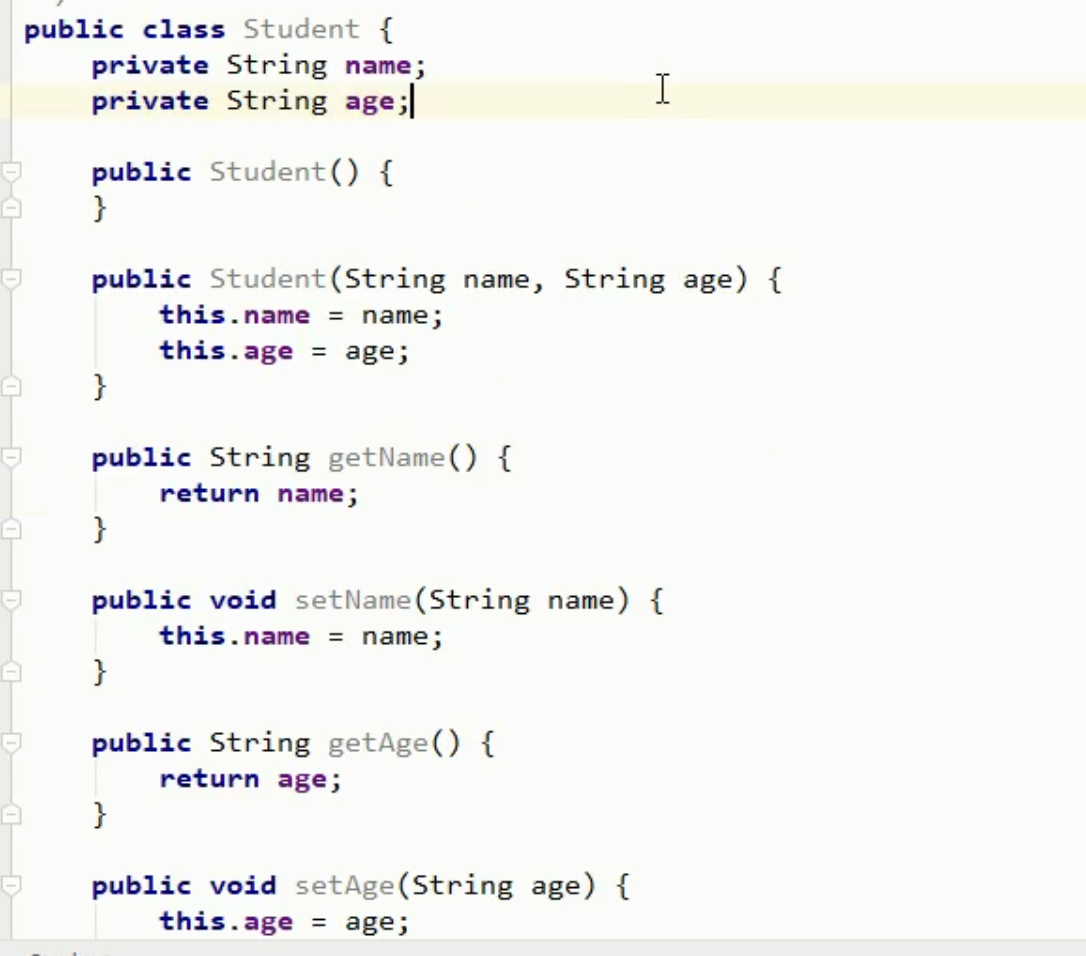 public class Student {
    private String name;
    private String age;
    public Student() {
    }
    public Student(String name, String age) {
        this.name = name;
        this.age = age;
    }
    public String getName() {
        return name;
    }
    public void setName(String name) {
        this.name = name;
    }
    public String getAge() {
        return age;
    }
    public void setAge(String age) {
        this.age = age;